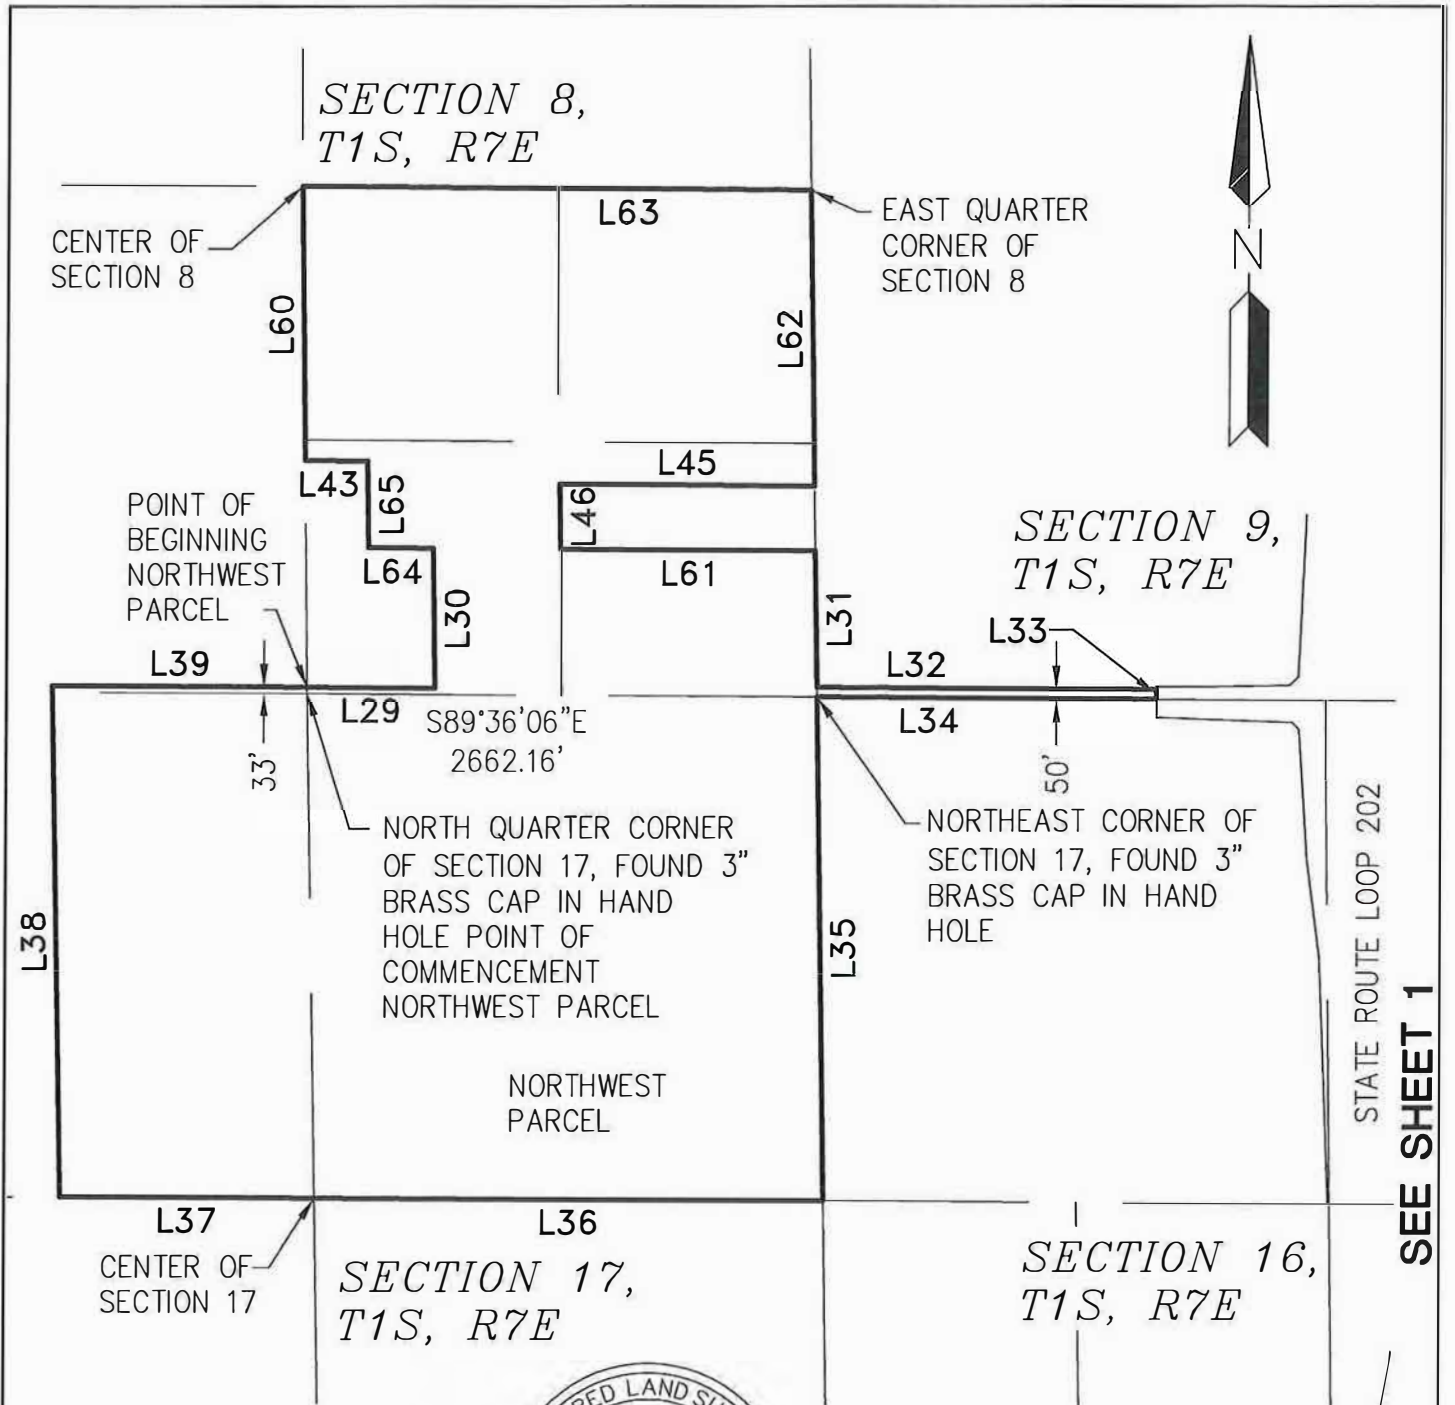 SECTION 8,
T1S, R7E
L63
EAST QUARTER
CORNER OF
SECTION 8
CENTER OF
SECTION 8
N
L60
L62
L45
L43
L65
L46
POINT OF
BEGINNING
NORTHWEST
PARCEL
SECTION 9,
T1S, R7E
L64
L61
L30
L31
L33
L39
L32
L29
L34
S89°36'06"E
2662.16'
33'
50'
NORTH QUARTER CORNER
OF SECTION 17, FOUND 3"
BRASS CAP IN HAND
HOLE POINT OF
COMMENCEMENT
NORTHWEST PARCEL
NORTHEAST CORNER OF
SECTION 17, FOUND 3"
BRASS CAP IN HAND
HOLE
STATE ROUTE LOOP 202
L38
L35
SEE SHEET 1
NORTHWEST
PARCEL
L37
L36
CENTER OF
SECTION 17
SECTION 17,
T1S, R7E
SECTION 16,
T1S, R7E
LAND